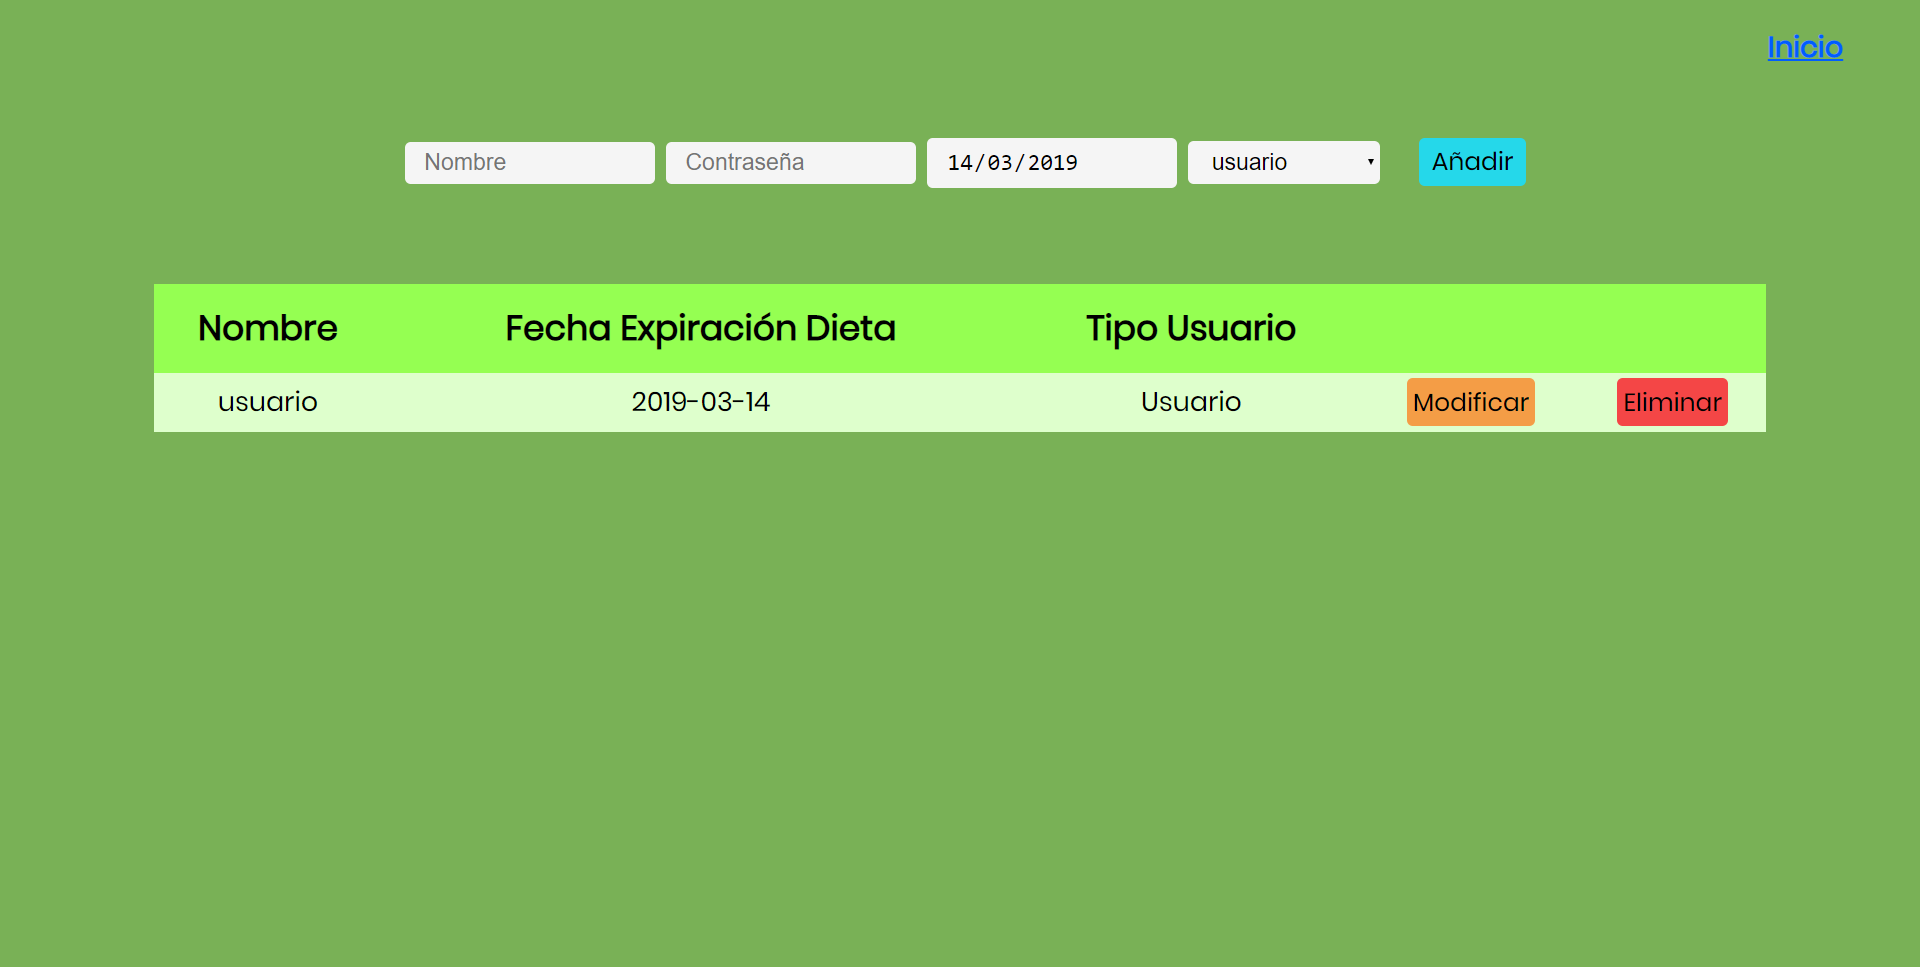 Inicio
Nombre Contraseña 14/03/2019 usuario Añadir
Nombre Fecha Expiración Dieta Tipo Usuario
usuario 2019-03-14 Usuario Modificar Eliminar